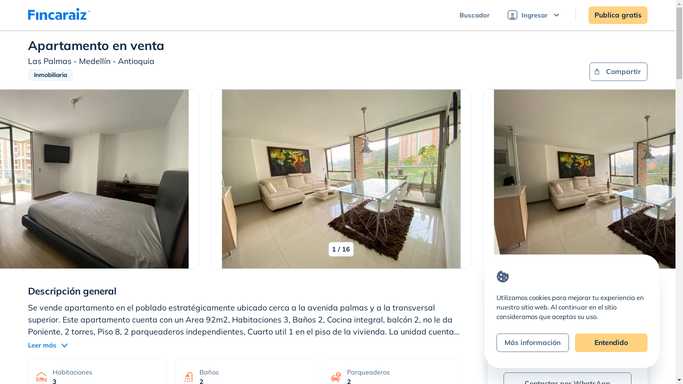 Fincaraiz
Buscador
Ingresar
Publica gratis
Apartamento en venta
Las Palmas - Medellín - Antioquia
Inmobiliaria
Compartir
1 / 16
Descripción general
Se vende apartamento en el poblado estratégicamente ubicado cerca a la avenida palmas y a la transversal
superior. Este apartamento cuenta con un Area 92m2, Habitaciones 3, Baños 2, Cocina integral, balcón 2, no le da
Poniente, 2 torres, Piso 8, 2 parqueaderos independientes, Cuarto util 1 en el piso de la vivienda. La unidad cuenta...
Leer más
Habitaciones
3
Baños
2
Parqueaderos
2
Utilizamos cookies para mejorar tu experiencia en
nuestro sitio web. Al continuar en el sitio
consideramos que aceptas su uso.
Más información
Entendido
Contactar por WhatsApp